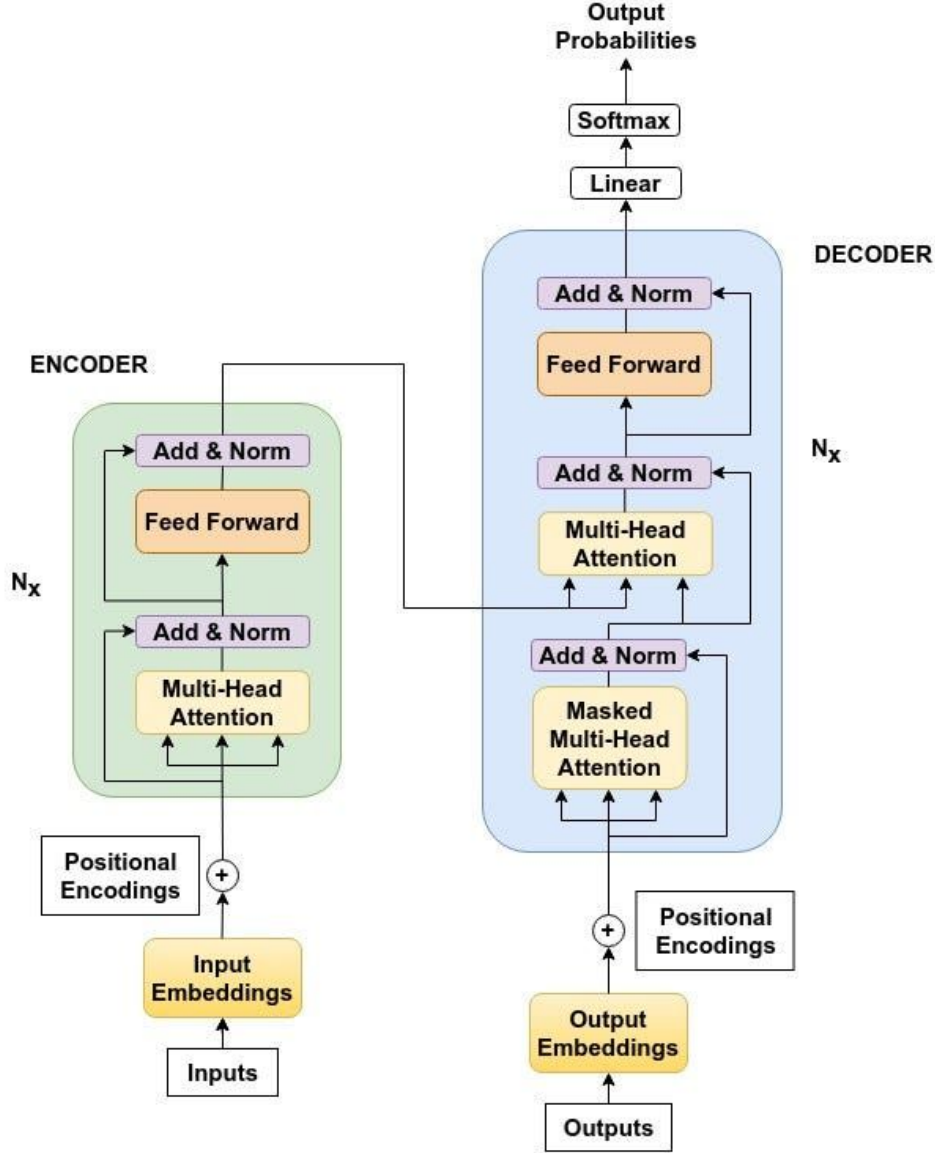 Output
Probabilities
Softmax
Linear
DECODER
Add & Norm
Feed Forward
ENCODER
Add & Norm
Add & Norm
Nx
Feed Forward
Multi-Head
Attention
Nx
Add & Norm
Add & Norm
Multi-Head
Attention
Masked
Multi-Head
Attention
Positional
Encodings
+
Positional
Encodings
+
Input
Embeddings
Output
Embeddings
Inputs
Outputs